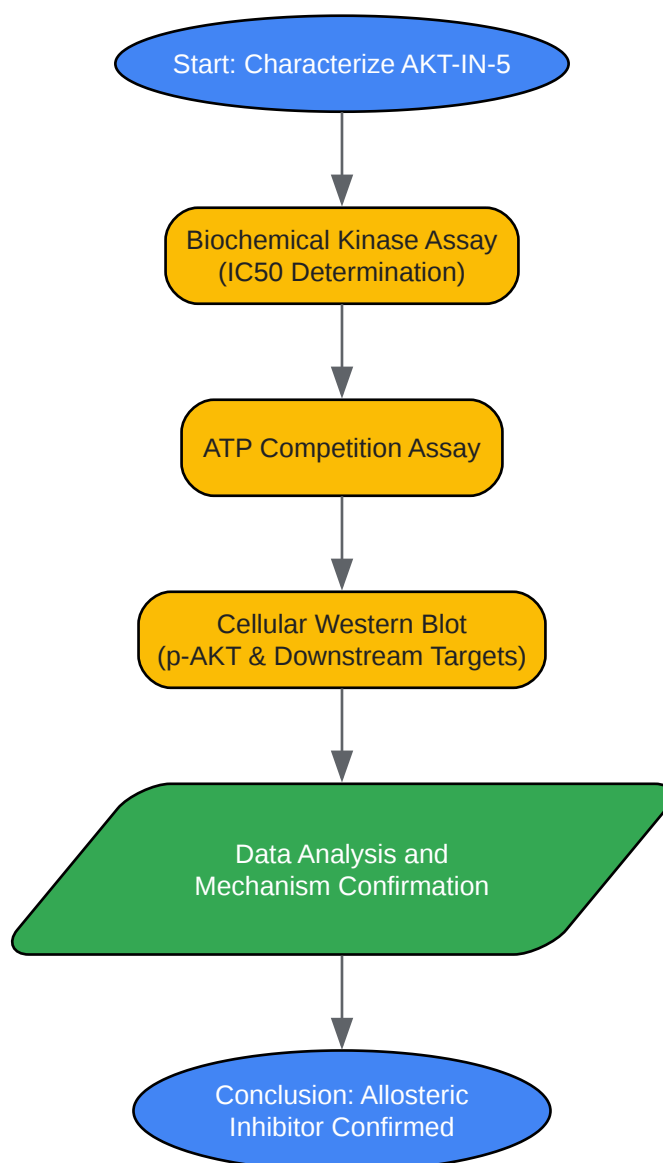 Start: Characterize AKT-IN-5
Biochemical Kinase Assay
(IC50 Determination)
ATP Competition Assay
Cellular Western Blot
(p-AKT & Downstream Targets)
Data Analysis and
Mechanism Confirmation
Conclusion: Allosteric
Inhibitor Confirmed